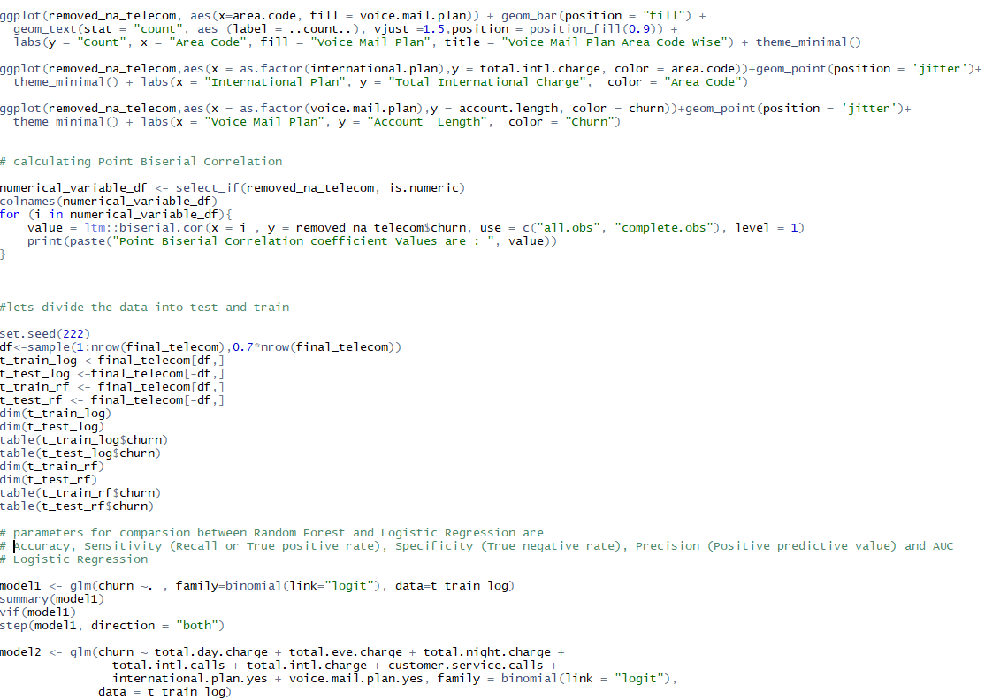 ggplot(removed_na_telecom, aes(x=area.code, fill = voice.mail.plan)) + geom_bar(position = "fill") +
  geom_text(stat = "count", aes (label = ..count..), vjust =1.5,position = position_fill(0.9)) +
  labs(y = "Count", x = "Area Code", fill = "Voice Mail Plan", title = "Voice Mail Plan Area Code Wise") + theme_minimal()
ggplot(removed_na_telecom,aes(x = as.factor(international.plan),y = total.intl.charge, color = area.code))+geom_point(position = 'jitter')+
  theme_minimal() + labs(x = "International Plan", y = "Total International Charge",  color = "Area Code")
ggplot(removed_na_telecom,aes(x = as.factor(voice.mail.plan),y = account.length, color = churn))+geom_point(position = 'jitter')+
  theme_minimal() + labs(x = "Voice Mail Plan", y = "Account  Length",  color = "Churn")
# calculating Point Biserial Correlation
numerical_variable_df <- select_if(removed_na_telecom, is.numeric)
colnames(numerical_variable_df)
for (i in numerical_variable_df){
    value = ltm::biserial.cor(x = i , y = removed_na_telecom$churn, use = c("all.obs", "complete.obs"), level = 1)
    print(paste("Point Biserial Correlation coefficient Values are : ", value))
}
#lets divide the data into test and train
set.seed(222)
df<-sample(1:nrow(final_telecom),0.7*nrow(final_telecom))
t_train_log <-final_telecom[df,]
t_test_log <-final_telecom[-df,]
t_train_rf <- final_telecom[df,]
t_test_rf <- final_telecom[-df,]
dim(t_train_log)
dim(t_test_log)
table(t_train_log$churn)
table(t_test_log$churn)
dim(t_train_rf)
dim(t_test_rf)
table(t_train_rf$churn)
table(t_test_rf$churn)
# parameters for comparsion between Random Forest and Logistic Regression are
# Accuracy, Sensitivity (Recall or True positive rate), Specificity (True negative rate), Precision (Positive predictive value) and AUC
# Logistic Regression
model1 <- glm(churn ~. , family=binomial(link="logit"), data=t_train_log)
summary(model1)
vif(model1)
step(model1, direction = "both")
model2 <- glm(churn ~ total.day.charge + total.eve.charge + total.night.charge +
                total.intl.calls + total.intl.charge + customer.service.calls +
                international.plan.yes + voice.mail.plan.yes, family = binomial(link = "logit"),
              data = t_train_log)